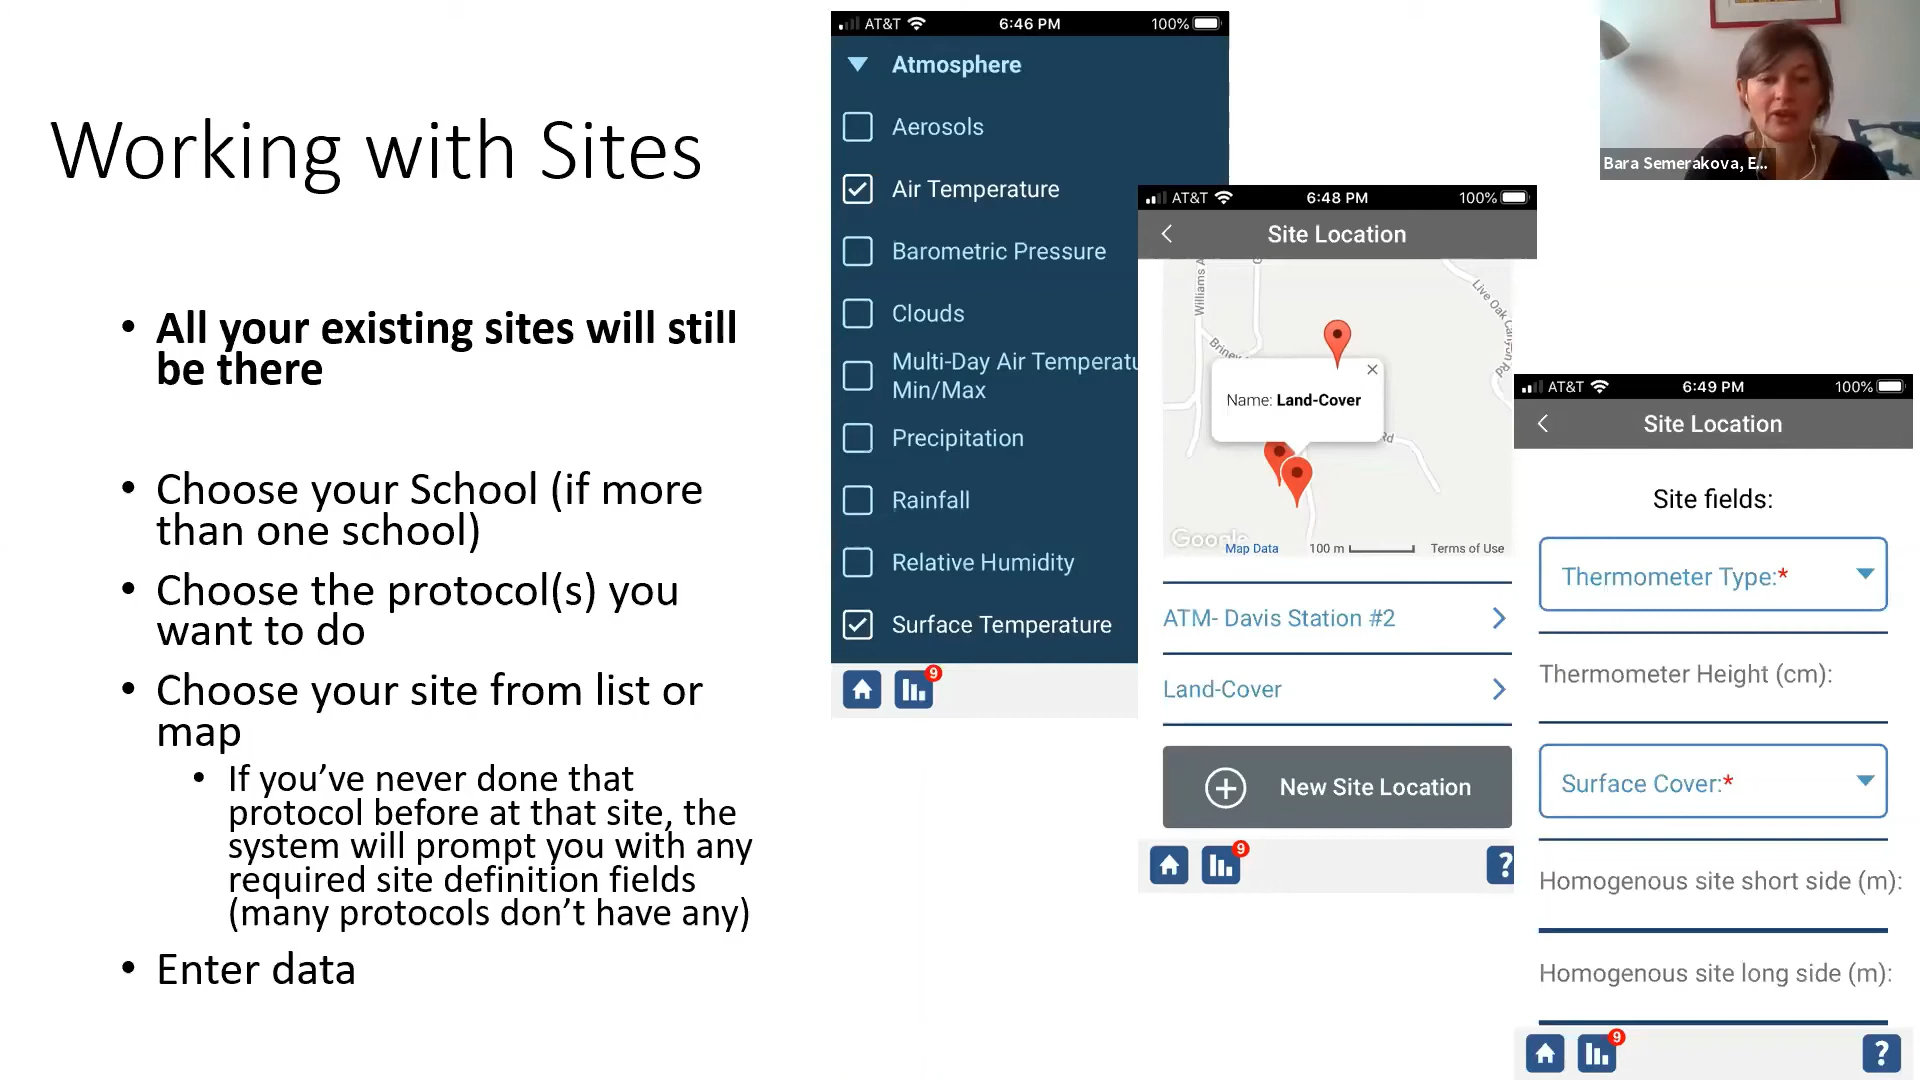 Working with Sites
• All your existing sites will still
be there
• Choose your School (if more
than one school)
• Choose the protocol(s) you
want to do
• Choose your site from list or
map
• If you’ve never done that
protocol before at that site, the
system will prompt you with any
required site definition fields
(many protocols don’t have any)
• Enter data
AT&T 6:46 PM 100%
Atmosphere
Aerosols
Air Temperature
Barometric Pressure
Clouds
Multi-Day Air Temperatu
Min/Max
Precipitation
Rainfall
Relative Humidity
Surface Temperature
9
AT&T 6:48 PM 100%
Site Location
Williams A
Live Oak Canyon Rd
Name: Land-Cover
Rd
Google
Map Data 100 m Terms of Use
ATM- Davis Station #2
Land-Cover
New Site Location
9
?
AT&T 6:49 PM 100%
Site Location
Site fields:
Thermometer Type:*
Thermometer Height (cm):
Surface Cover:*
Homogenous site short side (m):
Homogenous site long side (m):
9
?
Bara Semerakova, E...